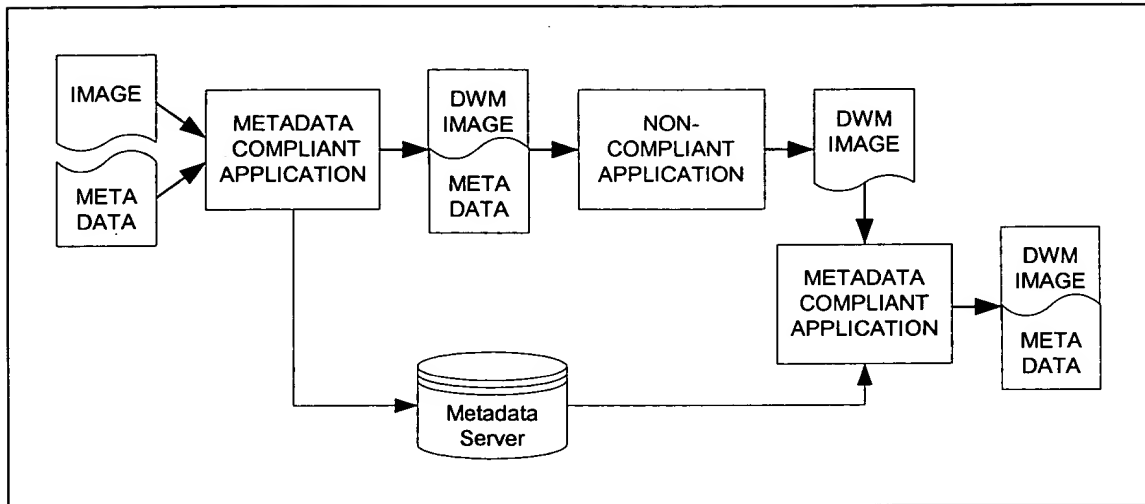 IMAGE
META
DATA
METADATA
COMPLIANT
APPLICATION
DWM
IMAGE
META
DATA
NON-
COMPLIANT
APPLICATION
DWM
IMAGE
METADATA
COMPLIANT
APPLICATION
DWM
IMAGE
META
DATA
Metadata
Server